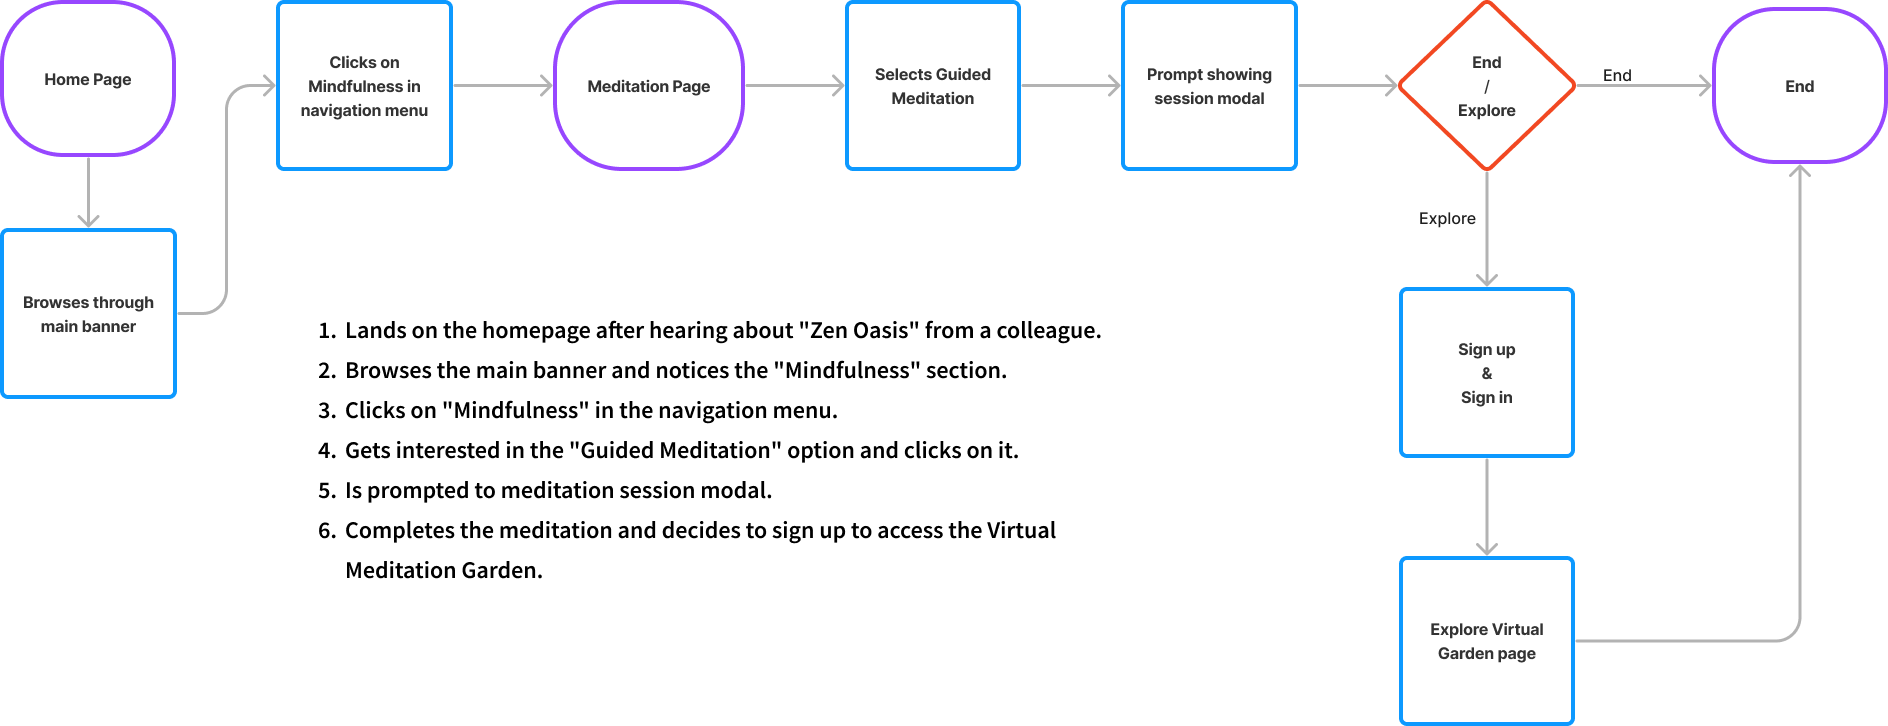 Home Page
Clicks on
Mindfulness in
navigation menu
Meditation Page
Selects Guided
Meditation
Prompt showing
session modal
End
/
Explore
End
End
Explore
Browses through
main banner
Sign up
&
Sign in
Explore Virtual
Garden page
1. Lands on the homepage after hearing about "Zen Oasis" from a colleague.
2. Browses the main banner and notices the "Mindfulness" section.
3. Clicks on "Mindfulness" in the navigation menu.
4. Gets interested in the "Guided Meditation" option and clicks on it.
5. Is prompted to meditation session modal.
6. Completes the meditation and decides to sign up to access the Virtual
Meditation Garden.